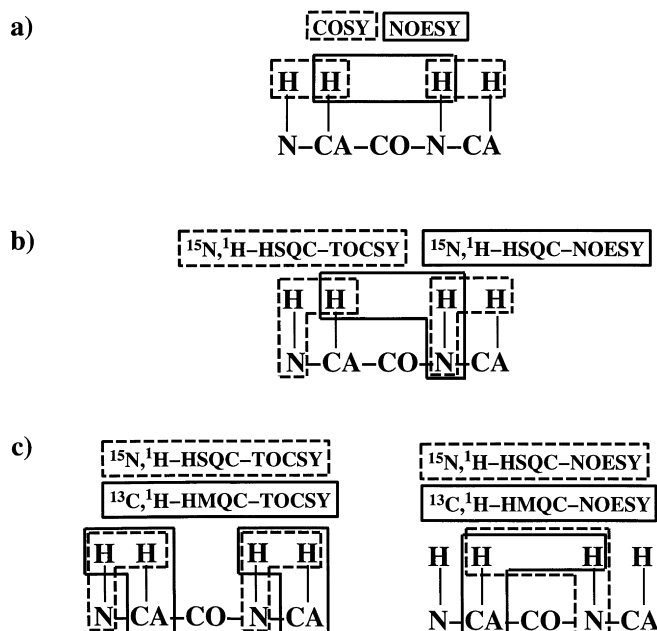 a)
COSY NOESY
H H H H
N–CA–CO–N–CA
b)
¹⁵N,¹H–HSQC–TOCSY ¹⁵N,¹H–HSQC–NOESY
H H H H
N–CA–CO–N–CA
c)
¹⁵N,¹H–HSQC–TOCSY ¹⁵N,¹H–HSQC–NOESY
¹³C,¹H–HMQC–TOCSY ¹³C,¹H–HMQC–NOESY
H H H H H H H H
N–CA–CO–N–CA N–CA–CO–N–CA